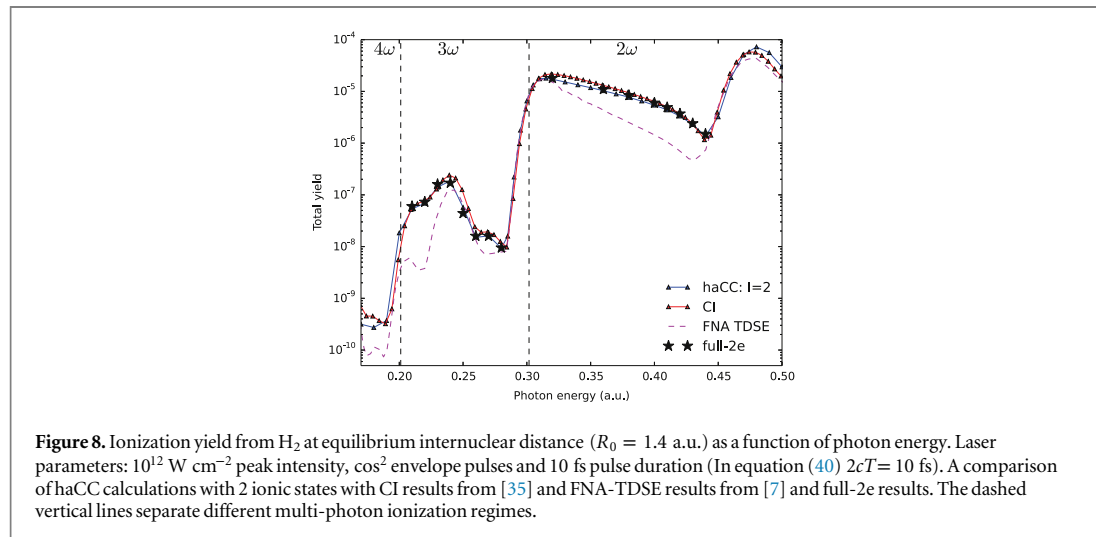 10⁻⁴
4ω
3ω
2ω
10⁻⁵
10⁻⁶
10⁻⁷
10⁻⁸
10⁻⁹
10⁻¹⁰
Total yield
haCC: I=2
CI
FNA TDSE
full-2e
0.20 0.25 0.30 0.35 0.40 0.45 0.50
Photon energy (a.u.)
Figure 8. Ionization yield from H₂ at equilibrium internuclear distance (R₀ = 1.4 a.u.) as a function of photon energy. Laser
parameters: 10¹² W cm⁻² peak intensity, cos² envelope pulses and 10 fs pulse duration (In equation (40) 2cT = 10 fs). A comparison
of haCC calculations with 2 ionic states with CI results from [35] and FNA-TDSE results from [7] and full-2e results. The dashed
vertical lines separate different multi-photon ionization regimes.